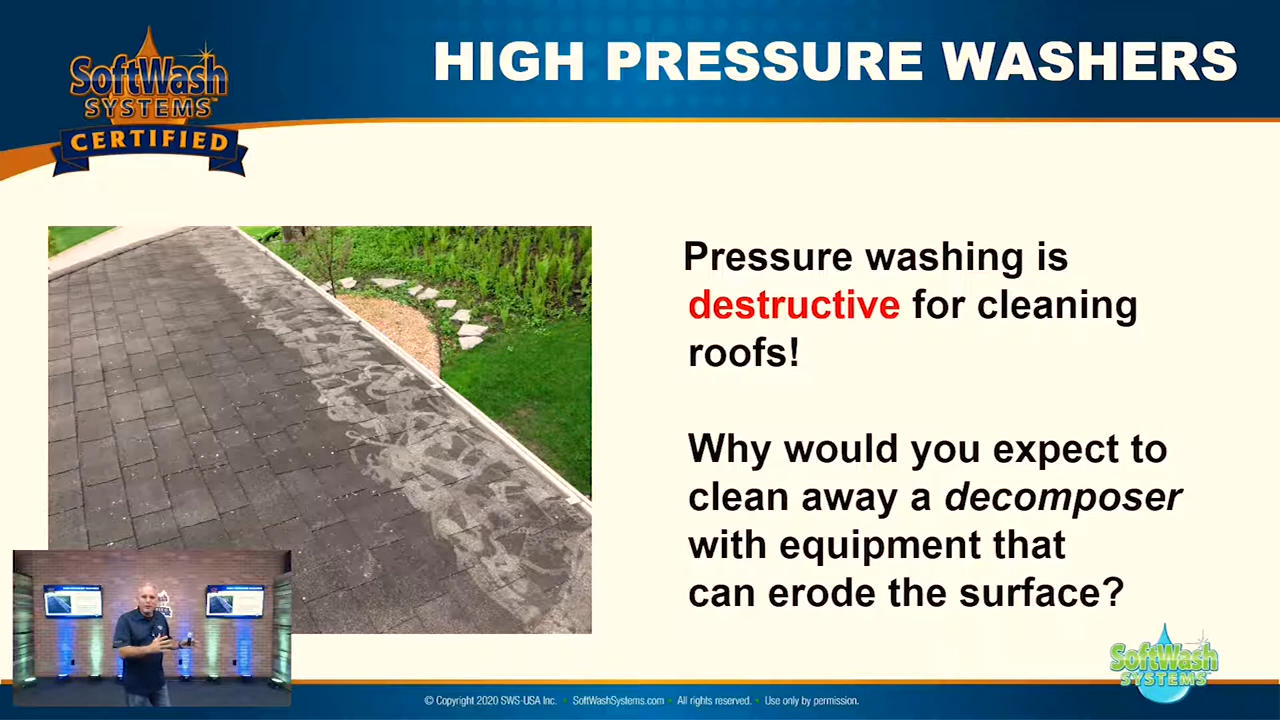 SoftWash
SYSTEMS™
CERTIFIED
HIGH PRESSURE WASHERS
Pressure washing is
destructive for cleaning
roofs!
Why would you expect to
clean away a decomposer
with equipment that
can erode the surface?
SoftWash
SYSTEMS
© Copyright 2020 SWS-USA Inc. • SoftWashSystems.com • All rights reserved. • Use only by permission.